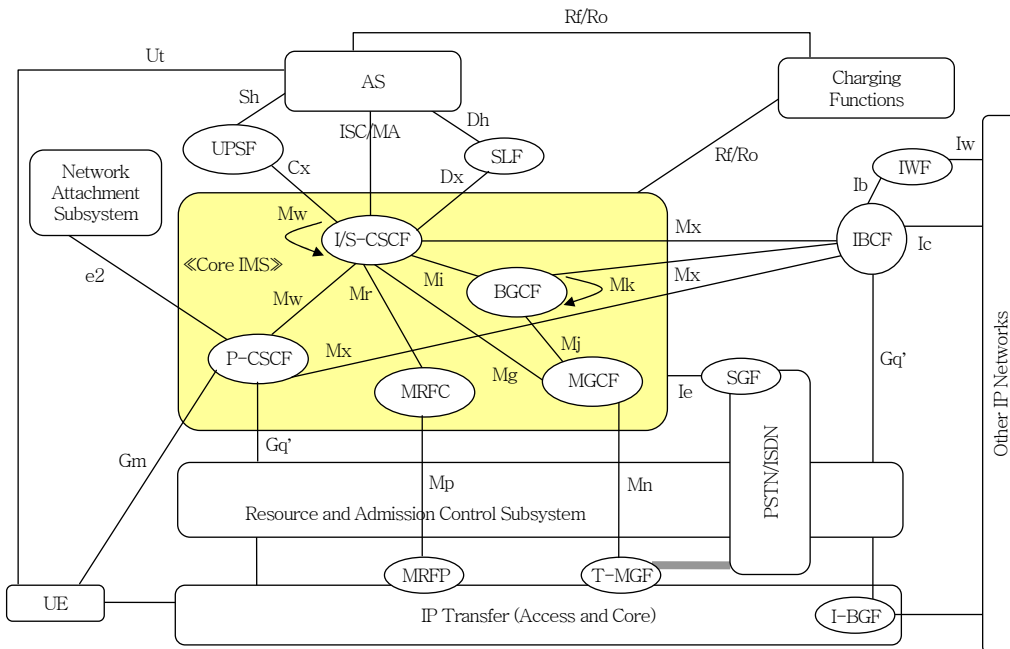 Rf/Ro
Ut
AS
Charging
Functions
Sh
ISC/MA
Dh
UPSF
SLF
Rf/Ro
Iw
IWF
Network
Attachment
Subsystem
Cx
Dx
Ib
Mw
I/S-CSCF
Mx
IBCF
Ic
≪Core IMS≫
e2
Mi
Mx
BGCF
Mk
Mw
Mr
Mj
Mx
P-CSCF
Mg
MRFC
MGCF
Ie
SGF
Gq'
Other IP Networks
Gq'
Gm
Mp
Mn
PSTN/ISDN
Resource and Admission Control Subsystem
MRFP
T-MGF
UE
IP Transfer (Access and Core)
I-BGF